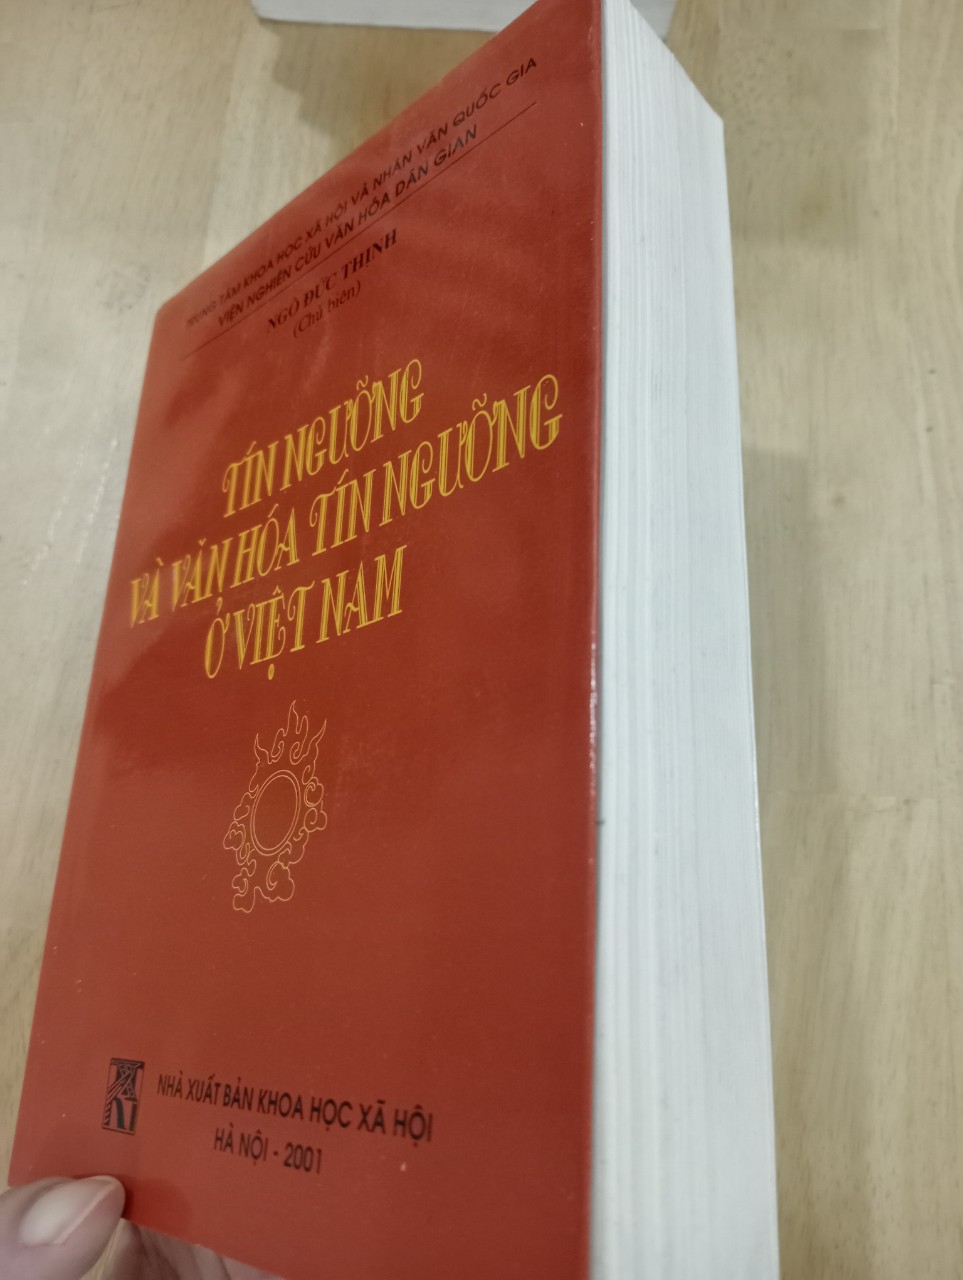 TRUNG TÂM KHOA HỌC XÃ HỘI VÀ NHÂN VĂN QUỐC GIA
VIỆN NGHIÊN CỨU VĂN HÓA DÂN GIAN
NGÔ ĐỨC THỊNH
(Chủ biên)
TÍN NGƯỠNG
VÀ VĂN HÓA TÍN NGƯỠNG
Ở VIỆT NAM
NHÀ XUẤT BẢN KHOA HỌC XÃ HỘI
HÀ NỘI - 2001